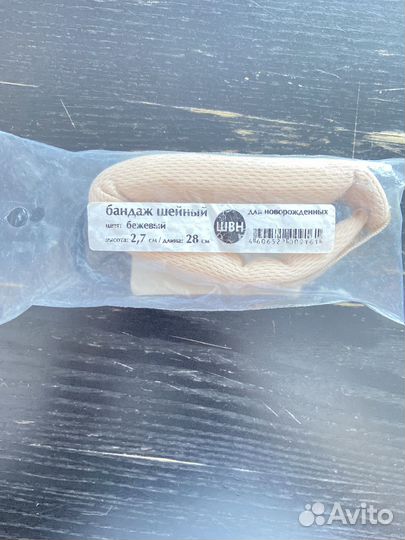 бандаж шейный
цвет: бежевый
высота: 2,7 см / длина: 28 см
ШВН
для новорожденных
Avito